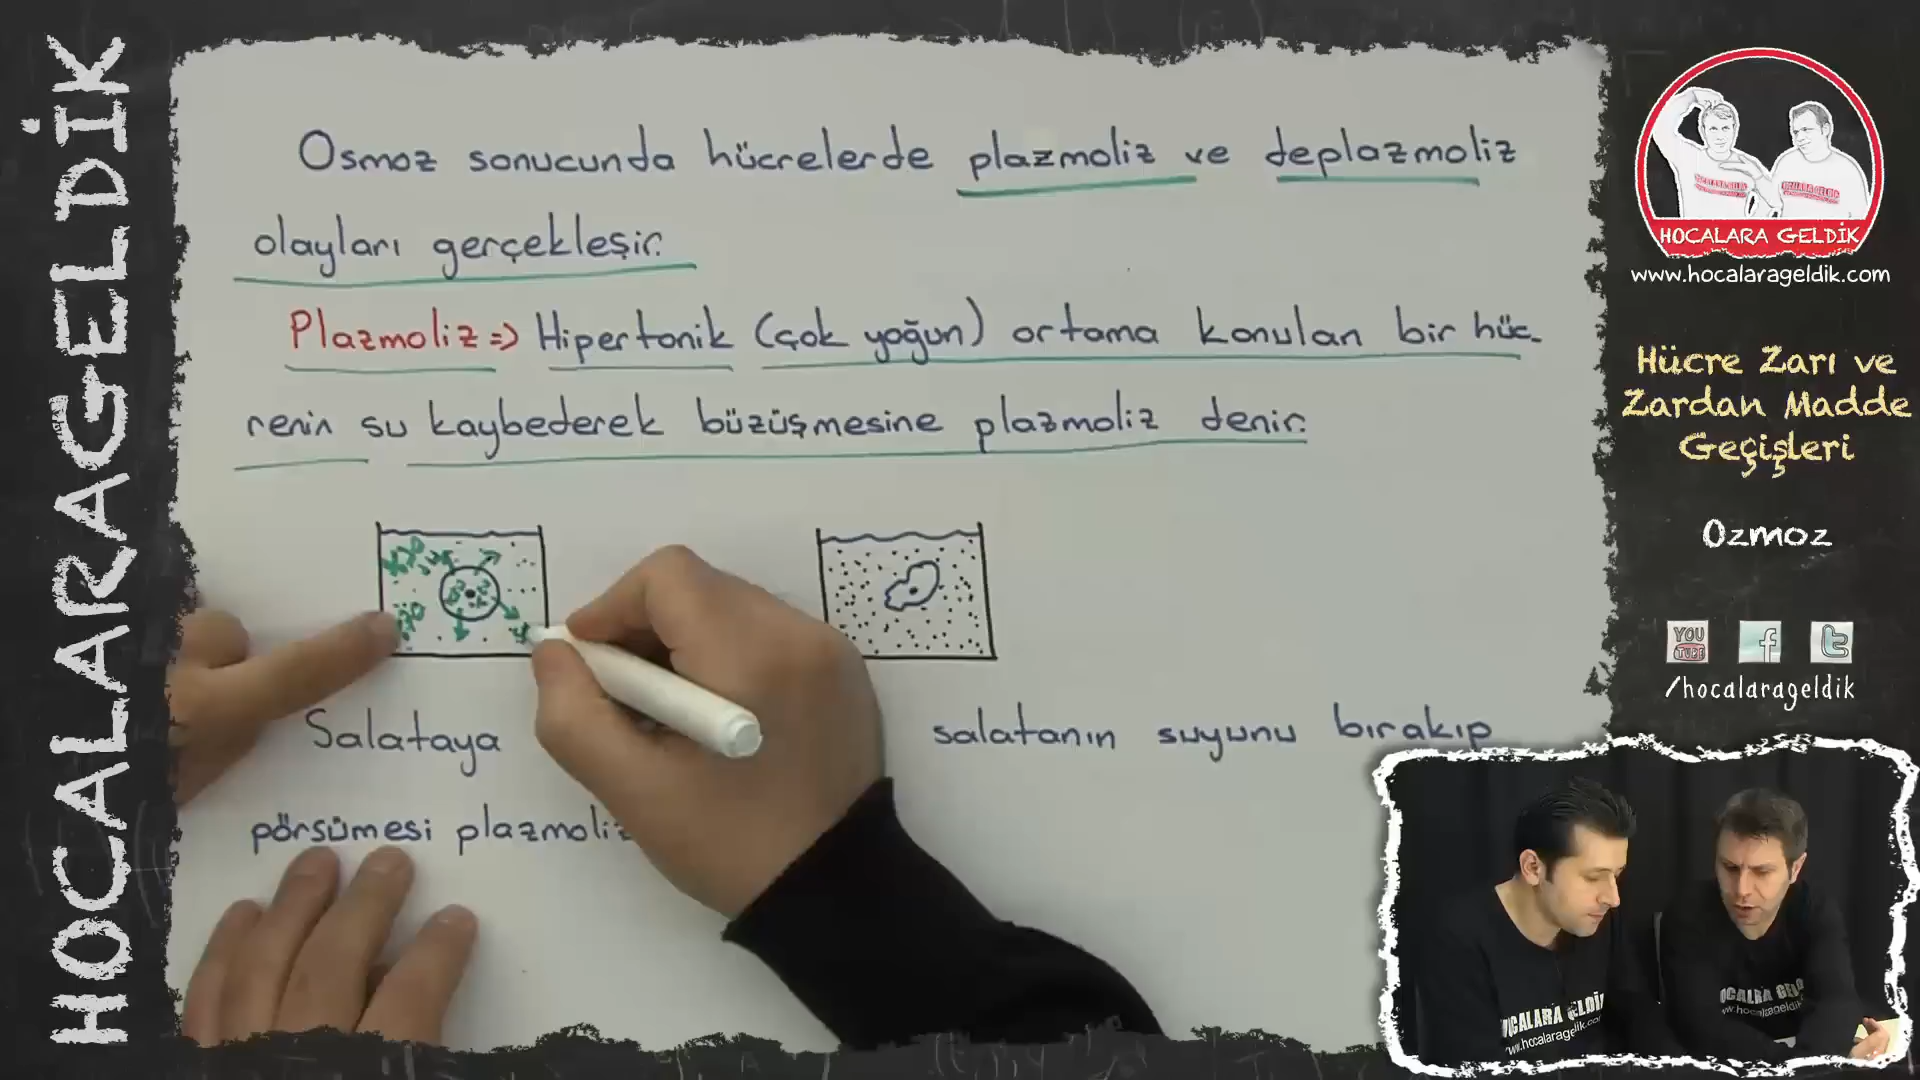 HOCALARAGELDİK
Osmoz sonucunda hücrelerde plazmoliz ve deplazmoliz
olayları gerçekleşir.
Plazmoliz => Hipertonik (çok yoğun) ortama konulan bir hüc-
renin su kaybederek büzüşmesine plazmoliz denir.
Salataya salatanın suyunu bırakıp
pörsümesi plazmoliz
HOCALARA GELDİK
www.hocalarageldik.com
Hücre Zarı ve
Zardan Madde
Geçişleri
Ozmoz
YOU
TUBE
f
t
/hocalarageldik